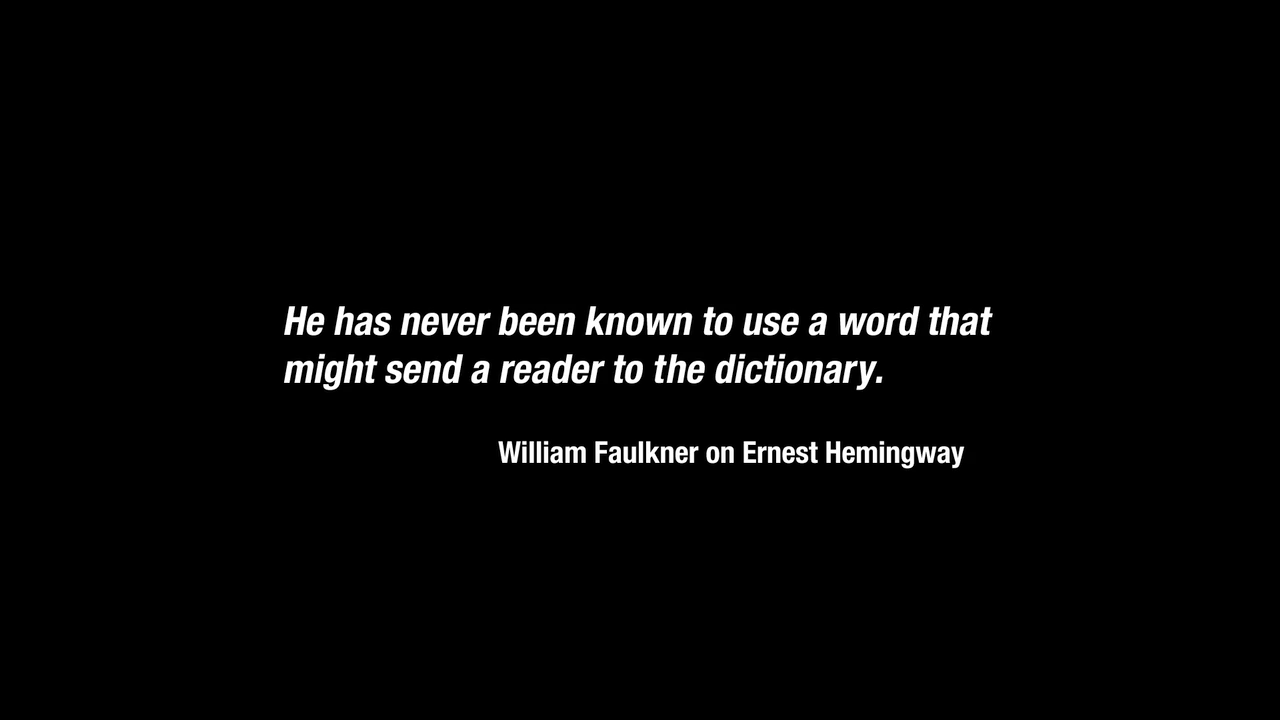 He has never been known to use a word that
might send a reader to the dictionary.
William Faulkner on Ernest Hemingway